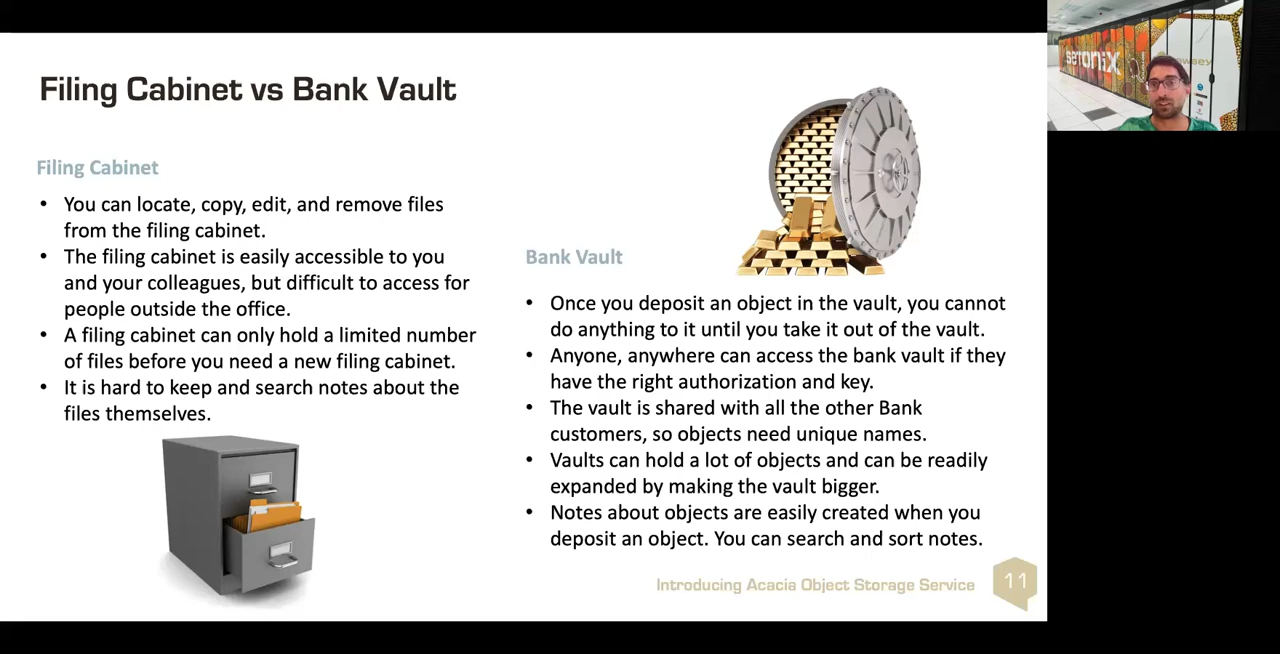 Filing Cabinet vs Bank Vault
Filing Cabinet
• You can locate, copy, edit, and remove files
from the filing cabinet.
• The filing cabinet is easily accessible to you
and your colleagues, but difficult to access for
people outside the office.
• A filing cabinet can only hold a limited number
of files before you need a new filing cabinet.
• It is hard to keep and search notes about the
files themselves.
Bank Vault
• Once you deposit an object in the vault, you cannot
do anything to it until you take it out of the vault.
• Anyone, anywhere can access the bank vault if they
have the right authorization and key.
• The vault is shared with all the other Bank
customers, so objects need unique names.
• Vaults can hold a lot of objects and can be readily
expanded by making the vault bigger.
• Notes about objects are easily created when you
deposit an object. You can search and sort notes.
Introducing Acacia Object Storage Service
11
setonix